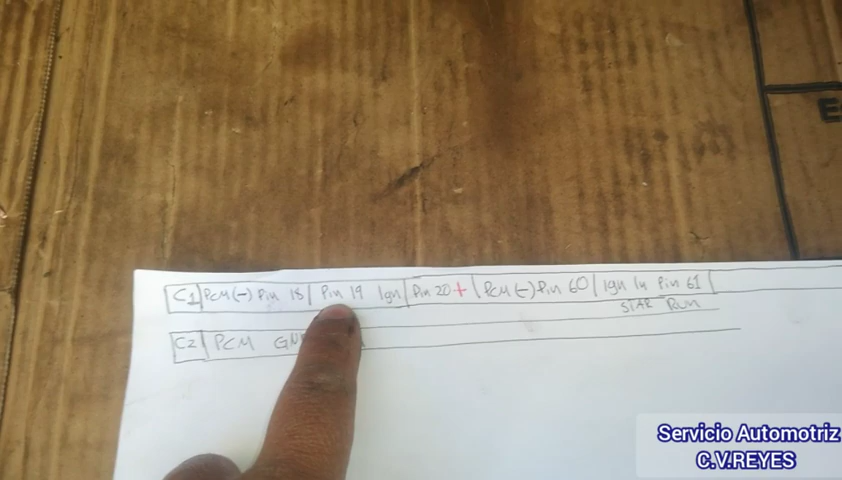 C1 PCM(-) Pin 18 Pin 19 Ign Pin 20 + PCM(-) Pin 60 Ign In Pin 61
STAR RUN
C2 PCM
Servicio Automotriz
C.V.REYES